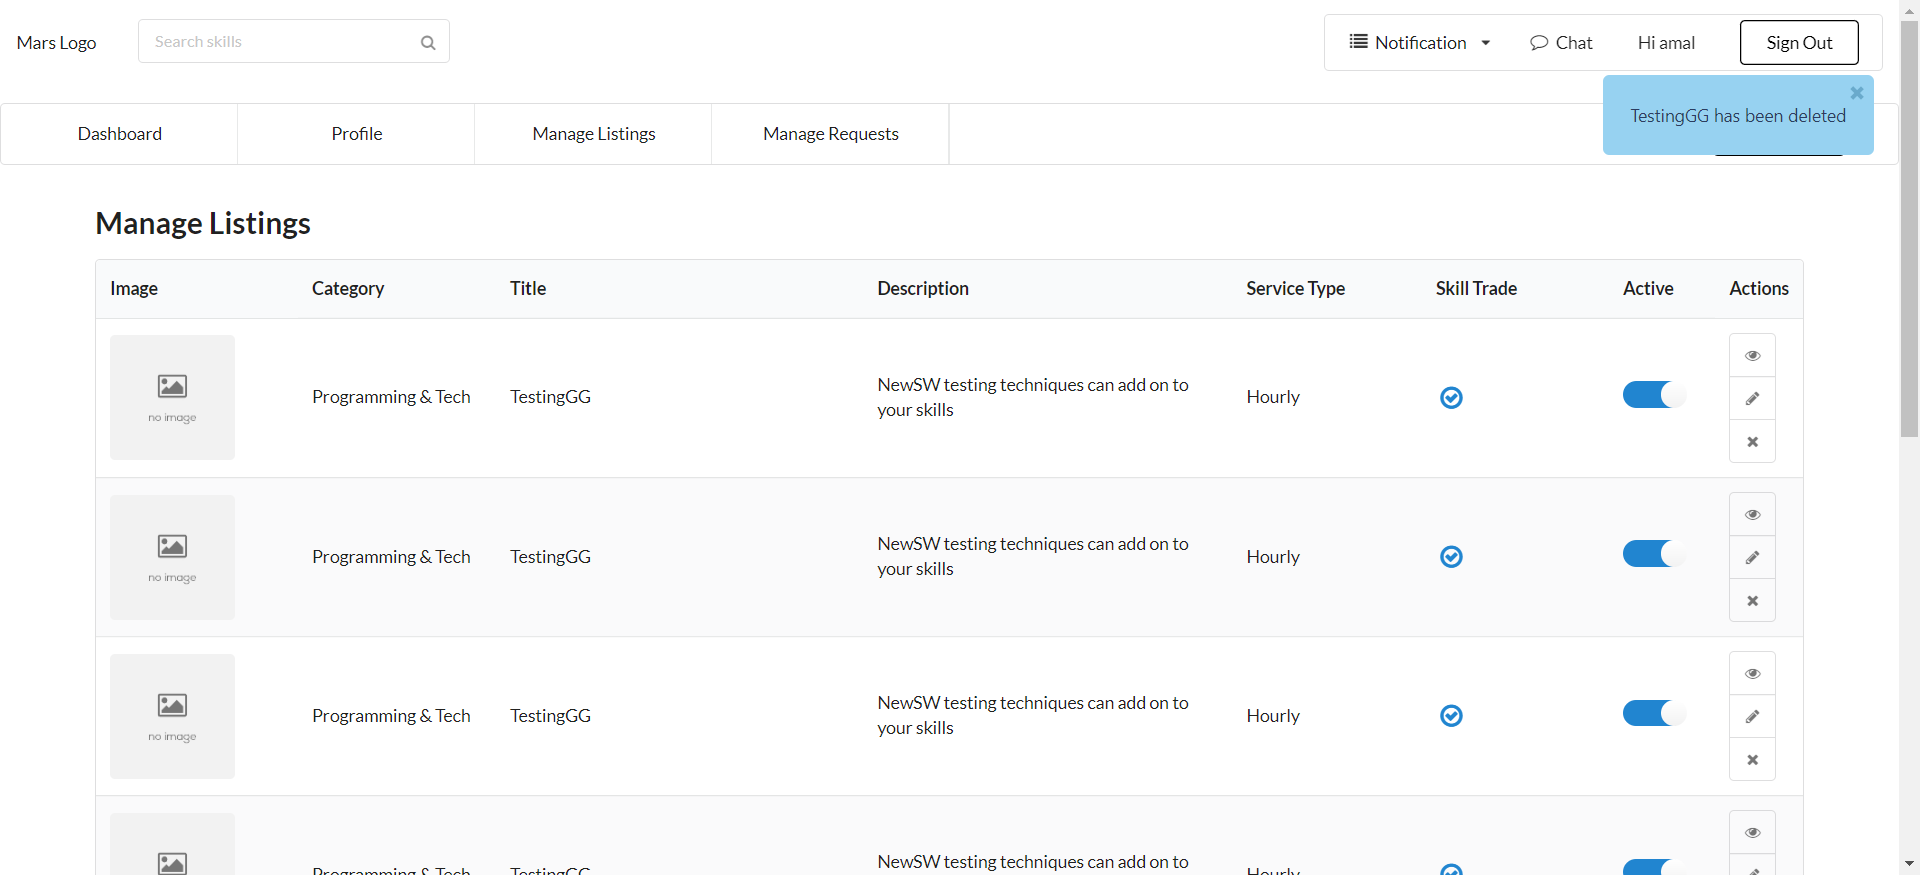 Mars Logo
Search skills
Notification
Chat
Hi amal
Sign Out
TestingGG has been deleted
Dashboard
Profile
Manage Listings
Manage Requests
Manage Listings
Image Category Title Description Service Type Skill Trade Active Actions
no image
Programming & Tech
TestingGG
NewSW testing techniques can add on to
your skills
Hourly
no image
Programming & Tech
TestingGG
NewSW testing techniques can add on to
your skills
Hourly
no image
Programming & Tech
TestingGG
NewSW testing techniques can add on to
your skills
Hourly
Programming & Tech
TestingGG
NewSW testing techniques can add on to
Hourly